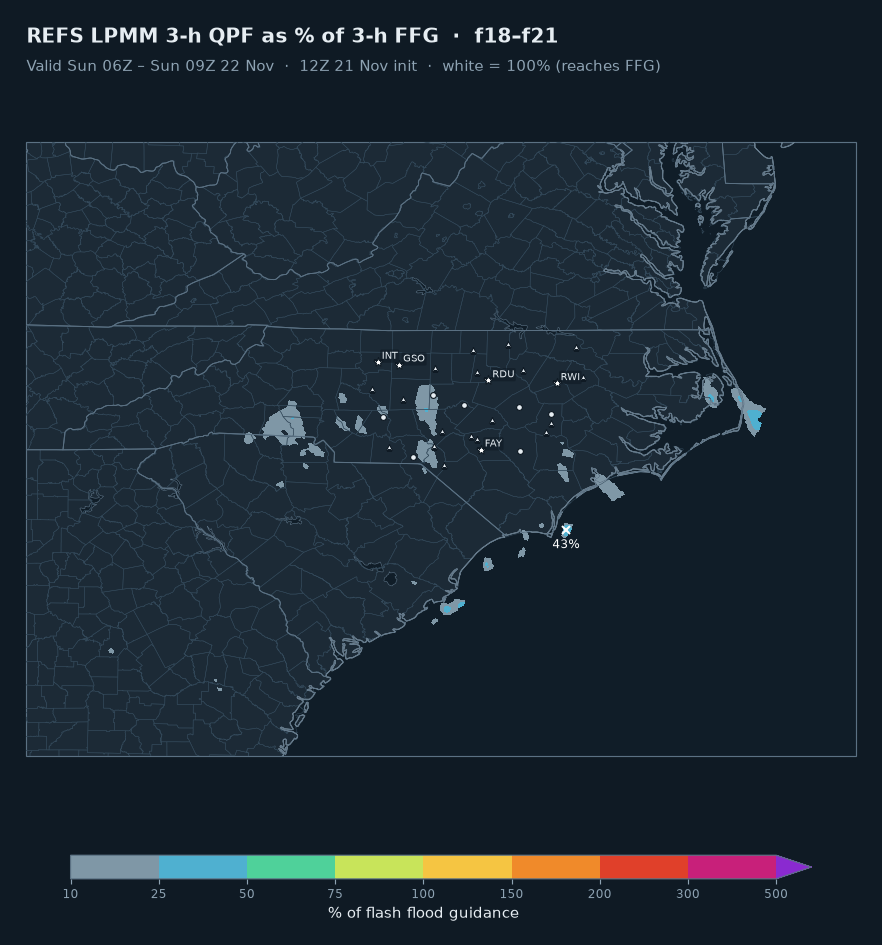 REFS LPMM 3-h QPF as % of 3-h FFG · f18–f21
Valid Sun 06Z – Sun 09Z 22 Nov · 12Z 21 Nov init · white = 100% (reaches FFG)
INT
GSO
RDU
RWI
FAY
43%
10 25 50 75 100 150 200 300 500
% of flash flood guidance